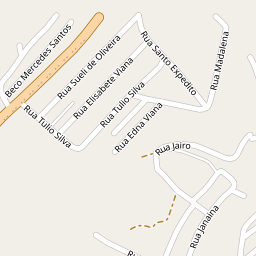 Beco Mercedes Santos
Rua Sueli de Oliveira
Rua Elisabete Viana
Rua Santo Expedito
Rua Madalena
Rua Tulio Silva
Rua Tulio Silva
Rua Edna Viana
Rua Jairo
Rua Janaina